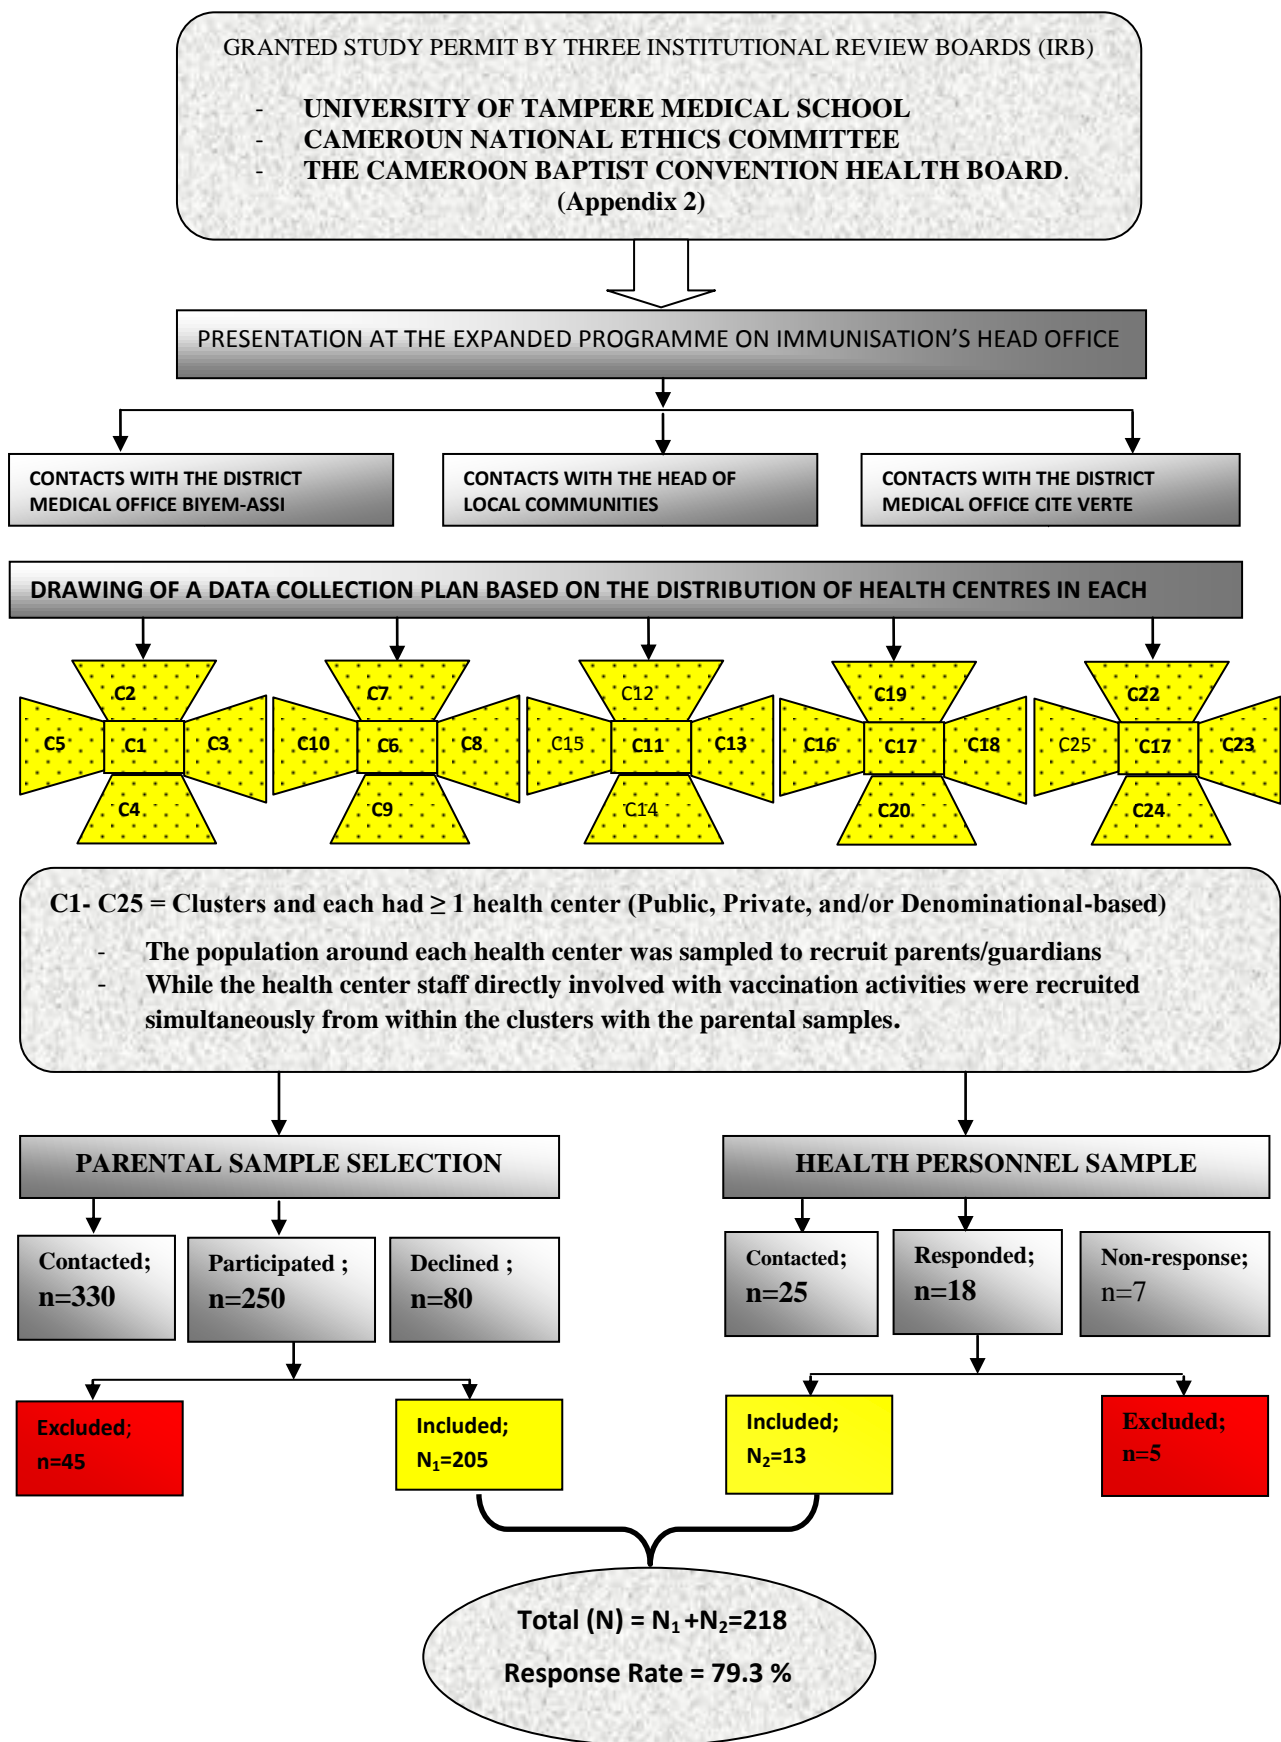 GRANTED STUDY PERMIT BY THREE INSTITUTIONAL REVIEW BOARDS (IRB)
- UNIVERSITY OF TAMPERE MEDICAL SCHOOL
- CAMEROUN NATIONAL ETHICS COMMITTEE
- THE CAMEROON BAPTIST CONVENTION HEALTH BOARD.
(Appendix 2)
PRESENTATION AT THE EXPANDED PROGRAMME ON IMMUNISATION’S HEAD OFFICE
CONTACTS WITH THE DISTRICT
MEDICAL OFFICE BIYEM-ASSI
CONTACTS WITH THE HEAD OF
LOCAL COMMUNITIES
CONTACTS WITH THE DISTRICT
MEDICAL OFFICE CITE VERTE
DRAWING OF A DATA COLLECTION PLAN BASED ON THE DISTRIBUTION OF HEALTH CENTRES IN EACH
C2
C5 C1 C3
C4
C7
C10 C6 C8
C9
C12
C15 C11 C13
C14
C19
C16 C17 C18
C20
C22
C25 C17 C23
C24
C1- C25 = Clusters and each had ≥ 1 health center (Public, Private, and/or Denominational-based)
- The population around each health center was sampled to recruit parents/guardians
- While the health center staff directly involved with vaccination activities were recruited
simultaneously from within the clusters with the parental samples.
PARENTAL SAMPLE SELECTION
Contacted;
n=330
Participated ;
n=250
Declined ;
n=80
Excluded;
n=45
Included;
N₁=205
HEALTH PERSONNEL SAMPLE
Contacted;
n=25
Responded;
n=18
Non-response;
n=7
Included;
N₂=13
Excluded;
n=5
Total (N) = N₁ +N₂=218
Response Rate = 79.3 %